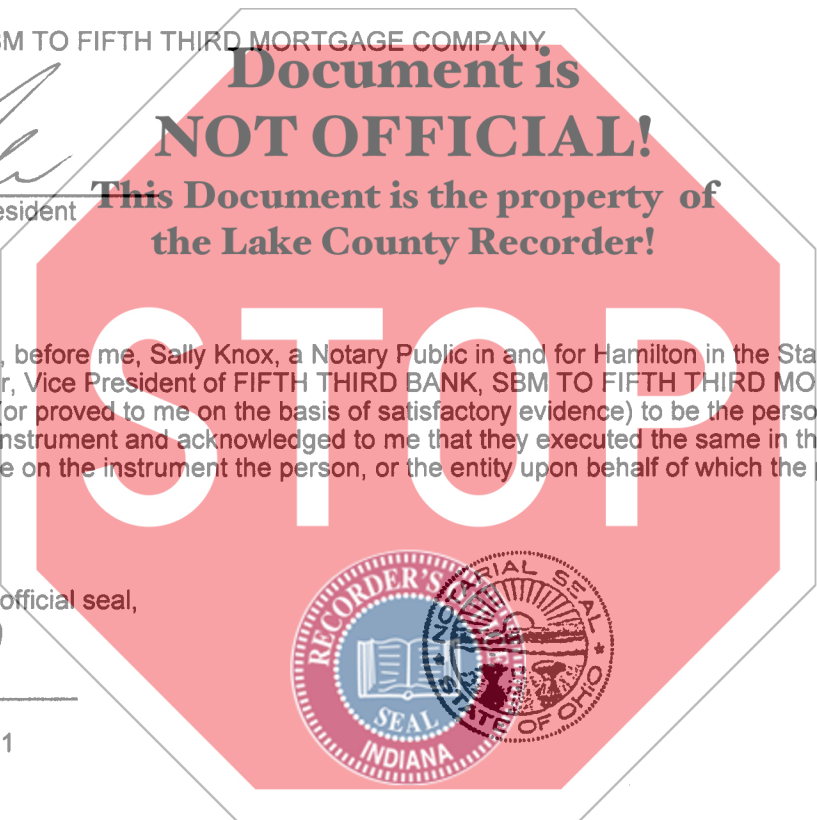 BM TO FIFTH THIRD MORTGAGE COMPANY
Document is
NOT OFFICIAL!
This Document is the property of
esident
the Lake County Recorder!
STOP
, before me, Sally Knox, a Notary Public in and for Hamilton in the Sta
r, Vice President of FIFTH THIRD BANK, SBM TO FIFTH THIRD MO
(or proved to me on the basis of satisfactory evidence) to be the perso
nstrument and acknowledged to me that they executed the same in th
e on the instrument the person, or the entity upon behalf of which the
official seal,
RECORDER'S
SEAL
INDIANA
NOTARIAL SEAL
STATE OF OHIO
1